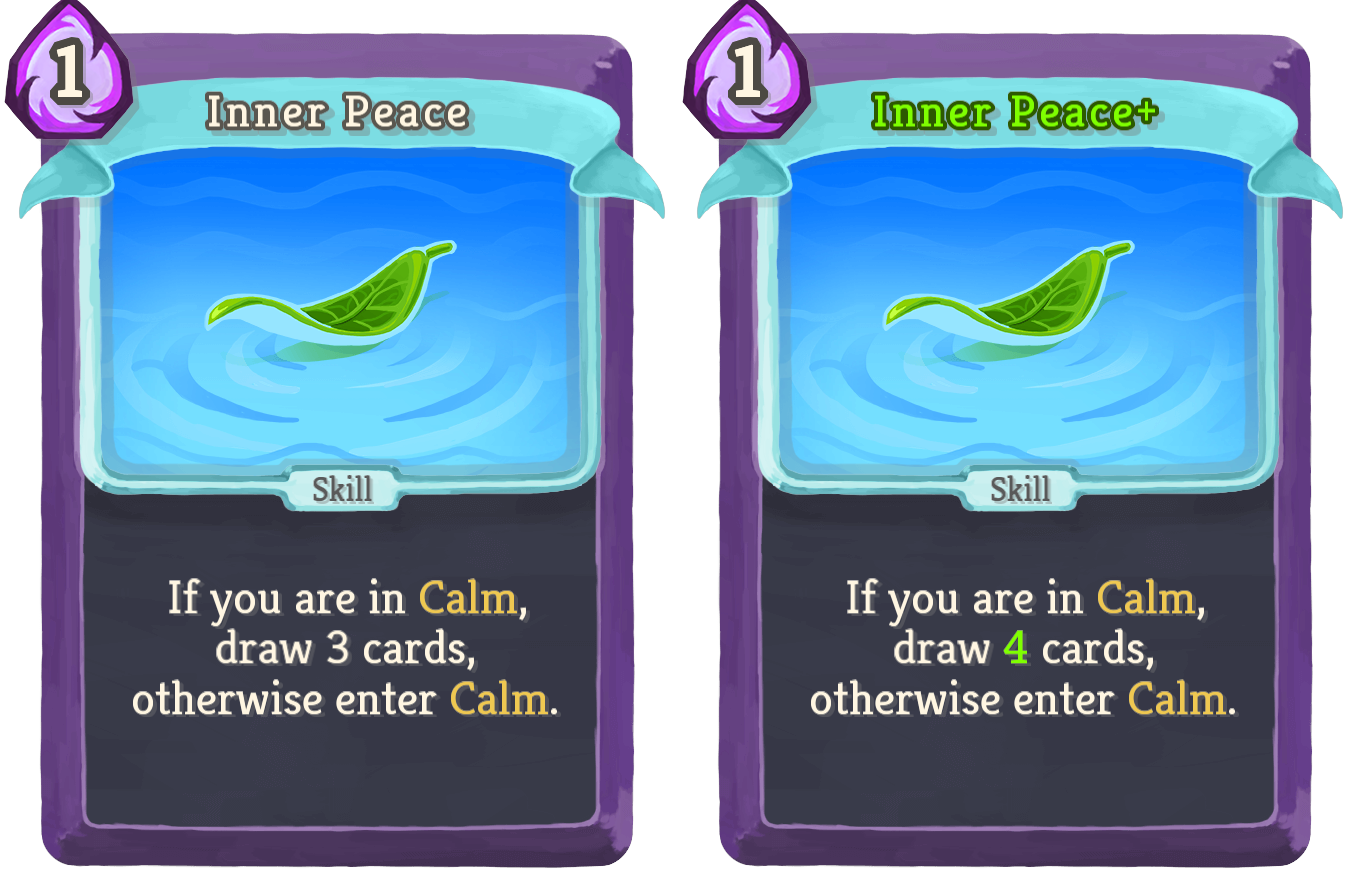 1
Inner Peace
Skill
If you are in Calm,
draw 3 cards,
otherwise enter Calm.
1
Inner Peace+
Skill
If you are in Calm,
draw 4 cards,
otherwise enter Calm.